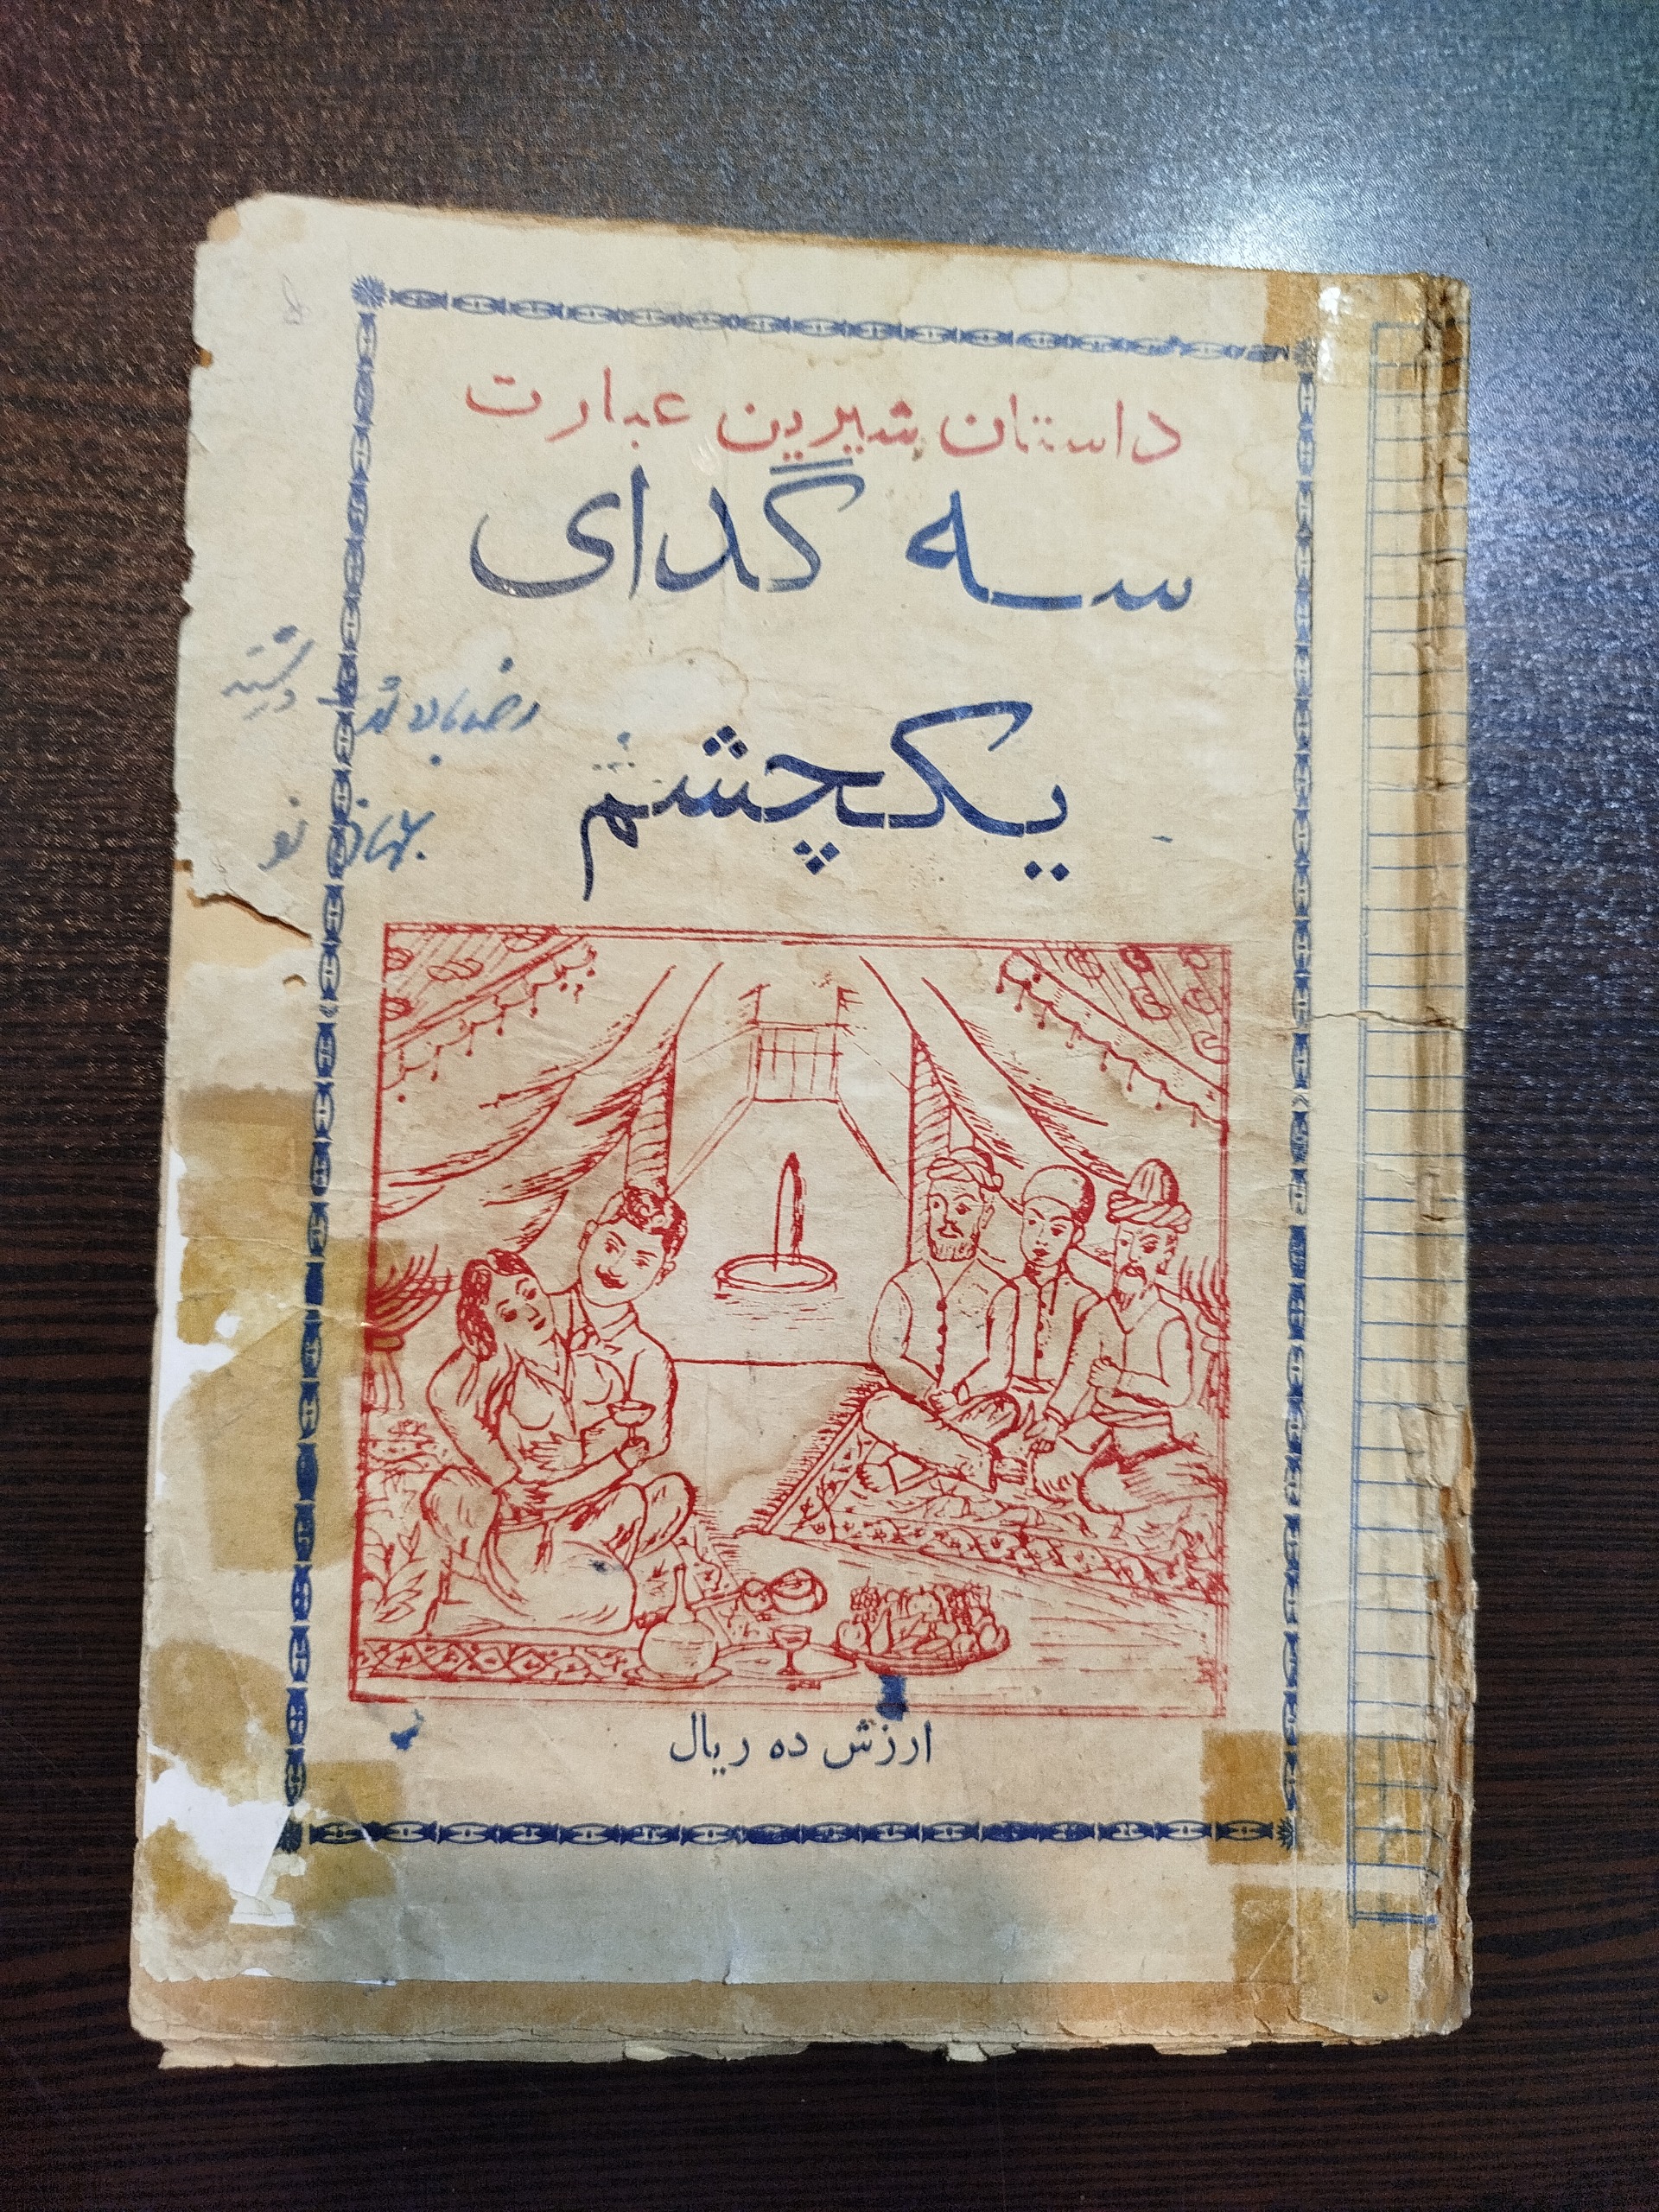 داستان شیرین عبارت
سه گدای
یکچشم
ارزش ده ریال